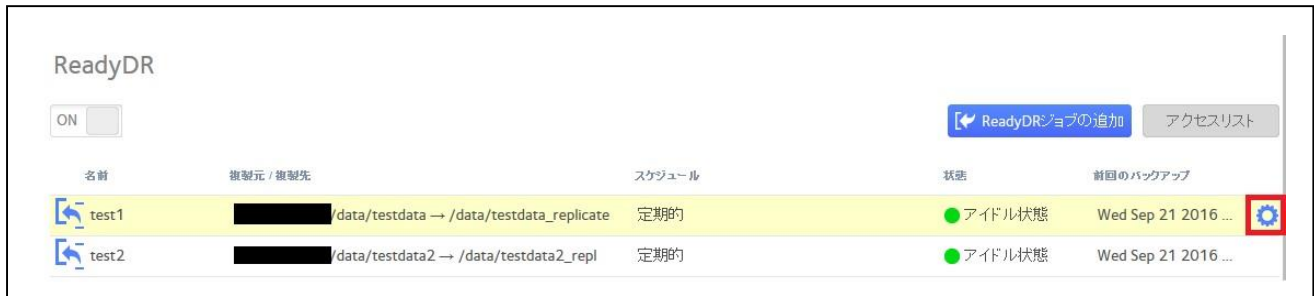 ReadyDR
ON
ReadyDRジョブの追加 アクセスリスト
名前 複製元 / 複製先 スケジュール 状態 前回のバックアップ
test1 /data/testdata → /data/testdata_replicate 定期的 アイドル状態 Wed Sep 21 2016 ...
test2 /data/testdata2 → /data/testdata2_repl 定期的 アイドル状態 Wed Sep 21 2016 ...